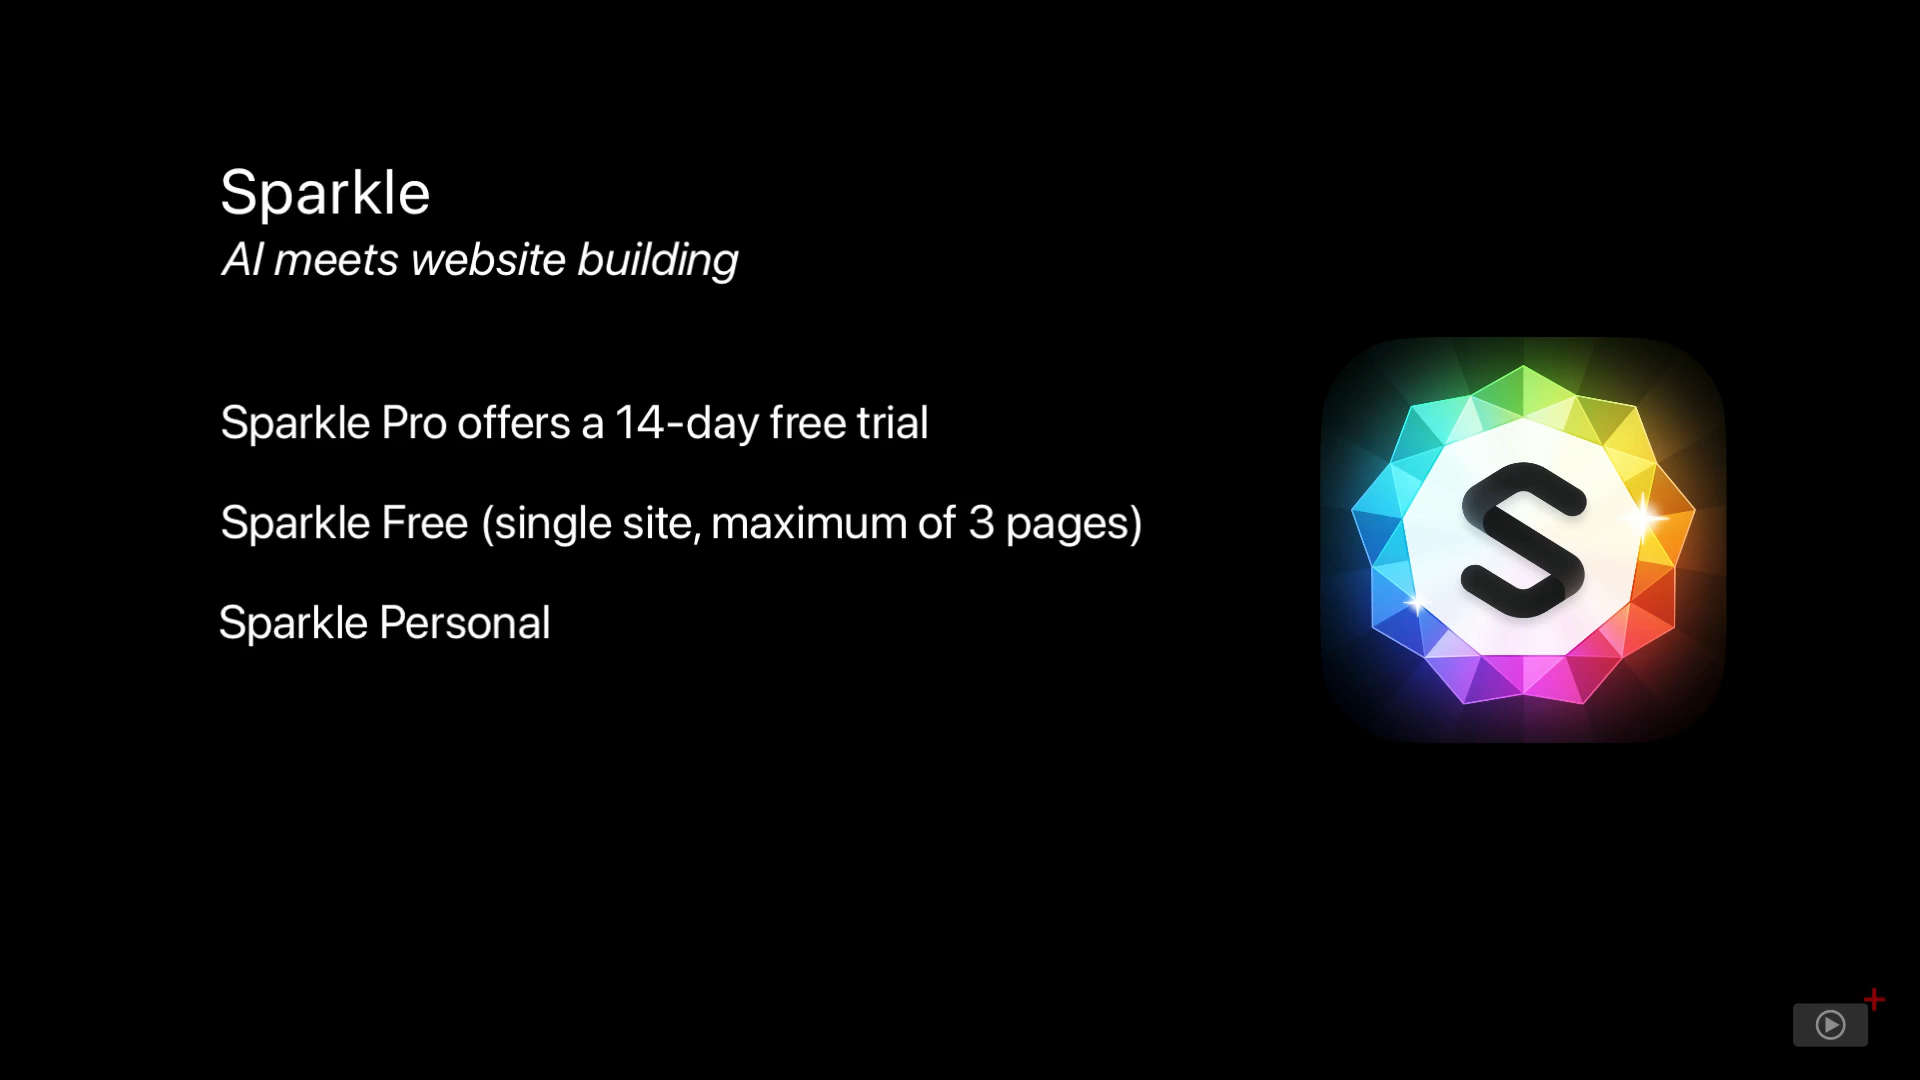 Sparkle
AI meets website building
Sparkle Pro offers a 14-day free trial
Sparkle Free (single site, maximum of 3 pages)
Sparkle Personal
S